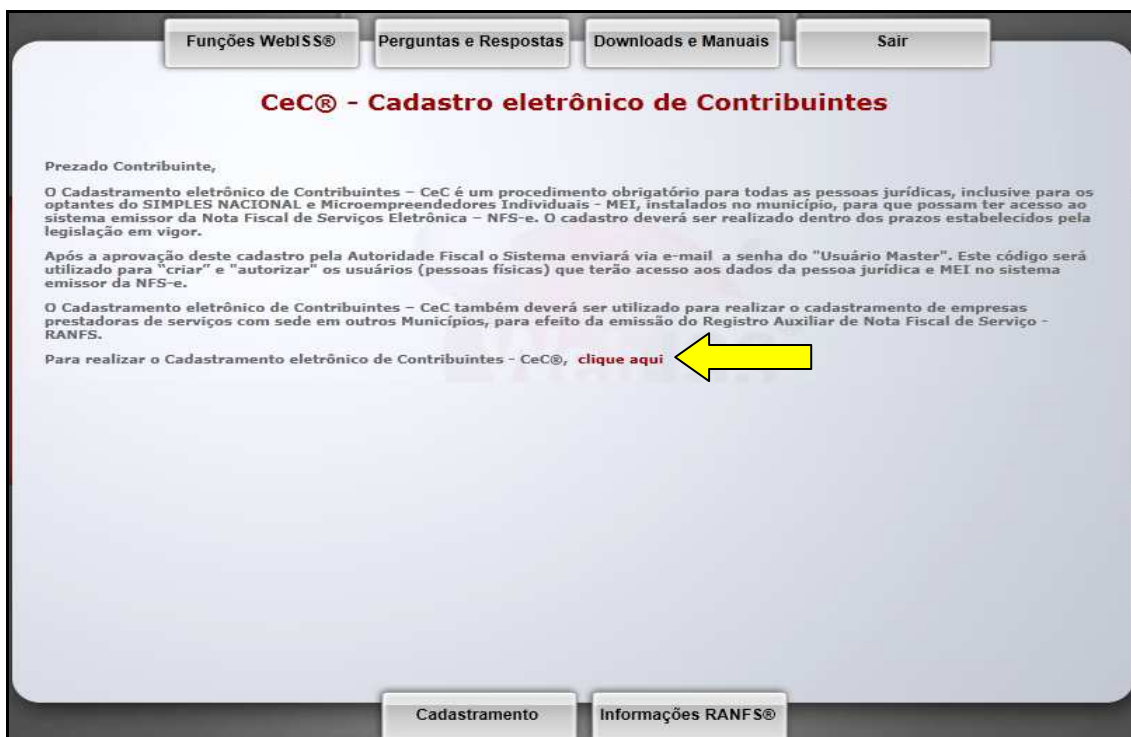 Funções WebISS® Perguntas e Respostas Downloads e Manuais Sair
CeC® - Cadastro eletrônico de Contribuintes
Prezado Contribuinte,
O Cadastramento eletrônico de Contribuintes – CeC é um procedimento obrigatório para todas as pessoas jurídicas, inclusive para os
optantes do SIMPLES NACIONAL e Microempreendedores Individuais - MEI, instalados no município, para que possam ter acesso ao
sistema emissor da Nota Fiscal de Serviços Eletrônica – NFS-e. O cadastro deverá ser realizado dentro dos prazos estabelecidos pela
legislação em vigor.
Após a aprovação deste cadastro pela Autoridade Fiscal o Sistema enviará via e-mail a senha do "Usuário Master". Este código será
utilizado para "criar" e "autorizar" os usuários (pessoas físicas) que terão acesso aos dados da pessoa jurídica e MEI no sistema
emissor da NFS-e.
O Cadastramento eletrônico de Contribuintes – CeC também deverá ser utilizado para realizar o cadastramento de empresas
prestadoras de serviços com sede em outros Municípios, para efeito da emissão do Registro Auxiliar de Nota Fiscal de Serviço -
RANFS.
Para realizar o Cadastramento eletrônico de Contribuintes - CeC®, clique aqui
Cadastramento Informações RANFS®